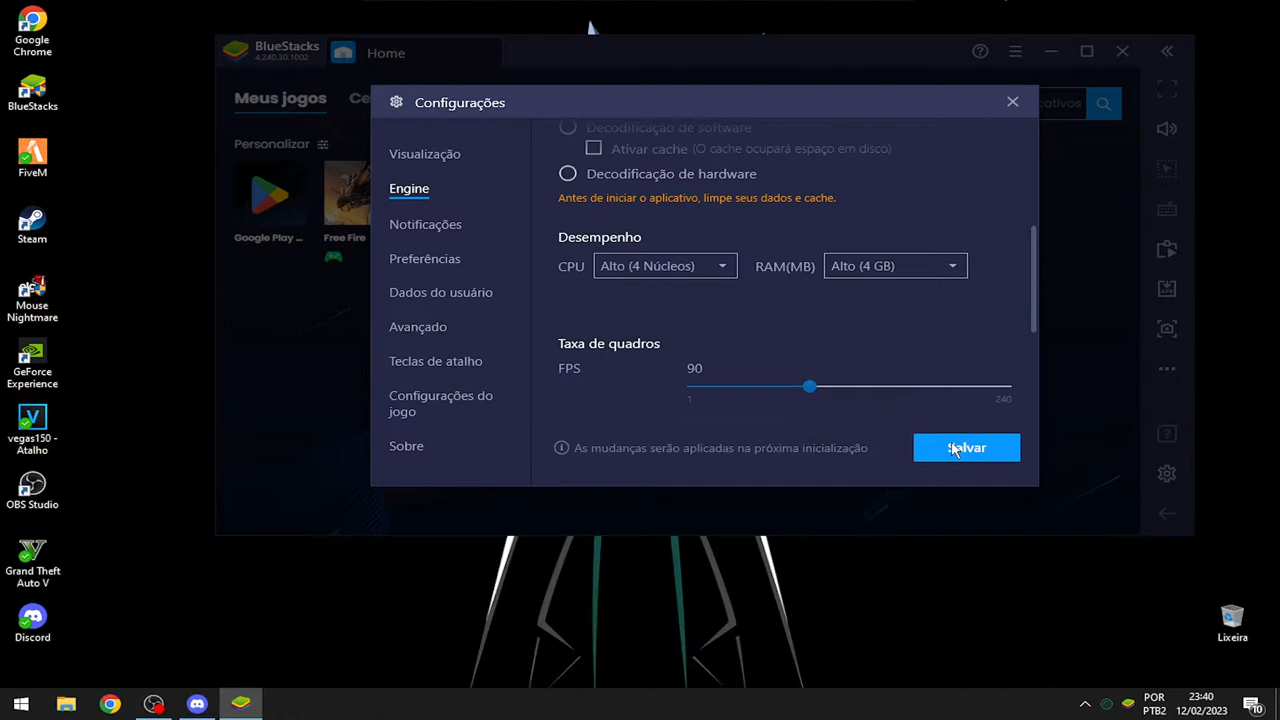 Google
Chrome
BlueStacks
FiveM
Steam
Mouse
Nightmare
GeForce
Experience
vegas150 -
Atalho
OBS Studio
Grand Theft
Auto V
Discord
BlueStacks
4.240.30.1002
Home
Meus jogos
Ce
icativos
Personalizar
Google Play ...
Free Fire
Configurações
Visualização
Engine
Notificações
Preferências
Dados do usuário
Avançado
Teclas de atalho
Configurações do
jogo
Sobre
Decodificação de software
Ativar cache (O cache ocupará espaço em disco)
Decodificação de hardware
Antes de iniciar o aplicativo, limpe seus dados e cache.
Desempenho
CPU Alto (4 Núcleos) RAM(MB) Alto (4 GB)
Taxa de quadros
FPS 90
1 240
As mudanças serão aplicadas na próxima inicialização
Salvar
Lixeira
POR
PTB2
23:40
12/02/2023
10